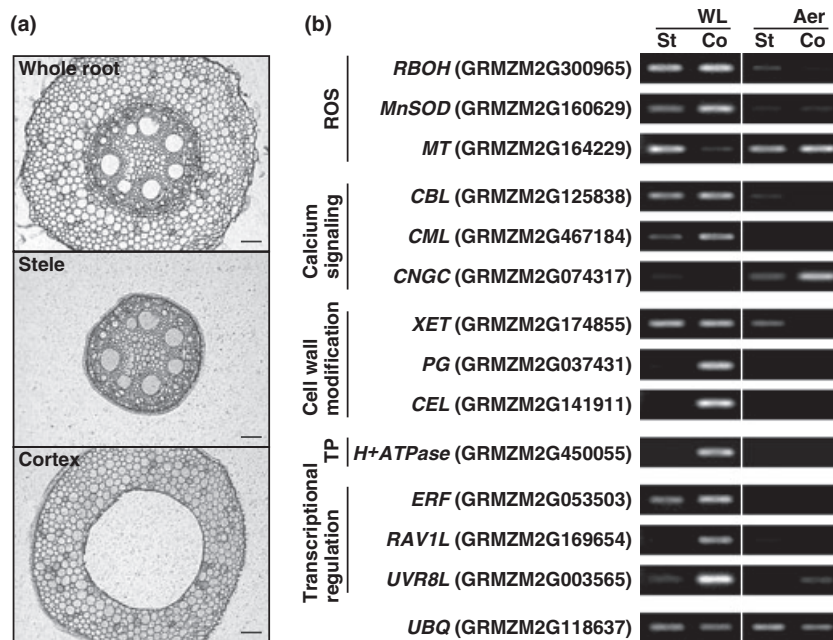 (a)
Whole root
Stele
Cortex
(b)
WL Aer
St Co St Co
ROS
RBOH (GRMZM2G300965)
MnSOD (GRMZM2G160629)
MT (GRMZM2G164229)
Calcium signaling
CBL (GRMZM2G125838)
CML (GRMZM2G467184)
CNGC (GRMZM2G074317)
Cell wall modification
XET (GRMZM2G174855)
PG (GRMZM2G037431)
CEL (GRMZM2G141911)
TP
H+ATPase (GRMZM2G450055)
Transcriptional regulation
ERF (GRMZM2G053503)
RAV1L (GRMZM2G169654)
UVR8L (GRMZM2G003565)
UBQ (GRMZM2G118637)